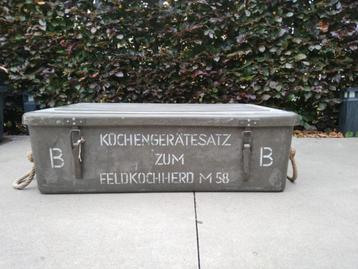 KÜCHENGERÄTESATZ
B ZUM B
FELDKOCHHERD M 58